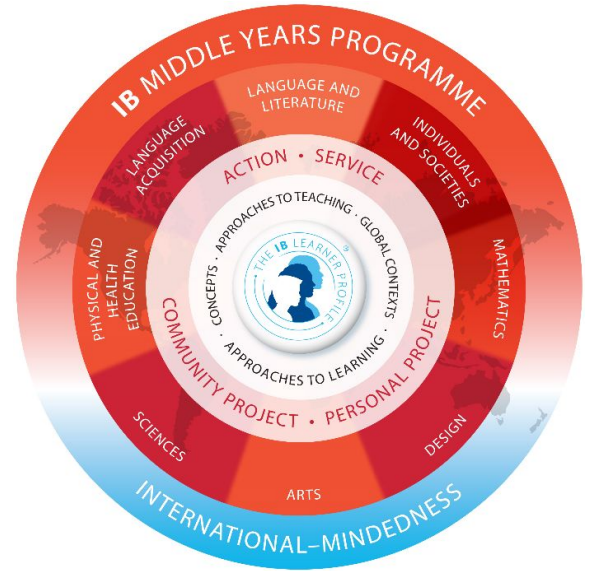 IB MIDDLE YEARS PROGRAMME
LANGUAGE AND
LITERATURE
INDIVIDUALS
AND SOCIETIES
MATHEMATICS
DESIGN
ARTS
SCIENCES
PHYSICAL AND
HEALTH
EDUCATION
LANGUAGE
ACQUISITION
ACTION • SERVICE
COMMUNITY PROJECT • PERSONAL PROJECT
APPROACHES TO TEACHING · GLOBAL CONTEXTS ·
APPROACHES TO LEARNING · CONCEPTS ·
THE IB LEARNER PROFILE ®
INTERNATIONAL–MINDEDNESS